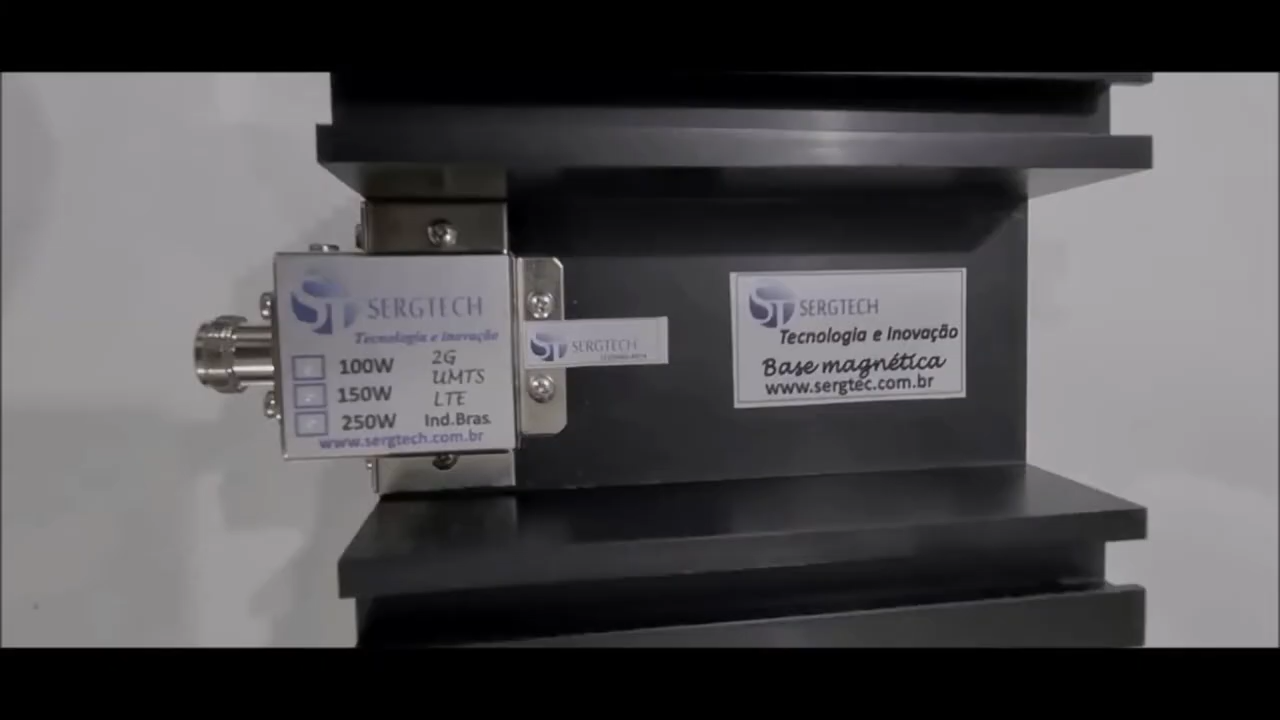 ST SERGTECH
Tecnologia e Inovação
100W 2G
UMTS
150W LTE
250W Ind.Bras.
www.sergtech.com.br
ST SERGTECH
ST SERGTECH
Tecnologia e Inovação
Base magnética
www.sergtec.com.br